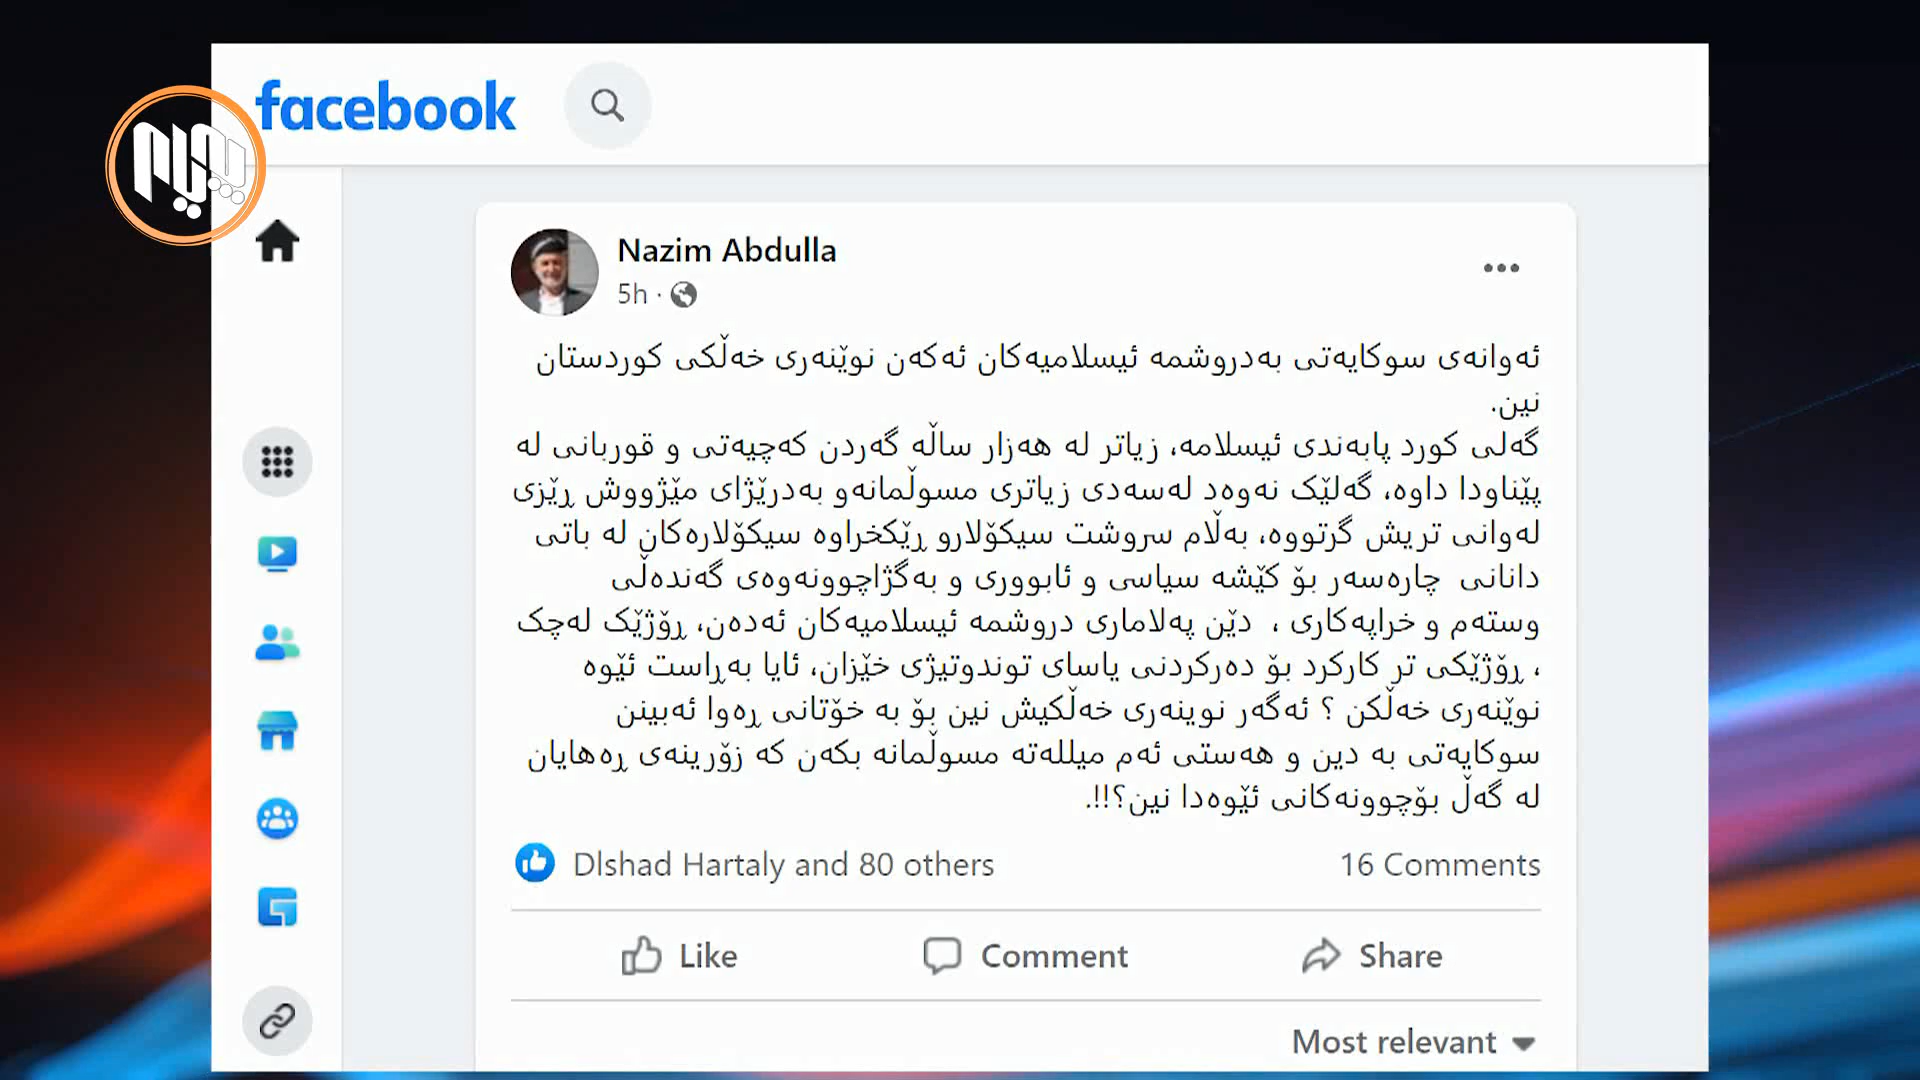 facebook
پەیام
Nazim Abdulla
5h ·
ئەوانەی سوکایەتی بەدروشمە ئیسلامیەکان ئەکەن نوێنەری خەڵکی کوردستان
نین.
گەلی کورد پابەندی ئیسلامە، زیاتر لە هەزار ساڵە گەردن کەچیەتی و قوربانی لە
پێناودا داوە، گەلێک نەوەد لەسەدی زیاتری مسوڵمانەو بەدرێژای مێژووش ڕێزی
لەوانی تریش گرتووە، بەڵام سروشت سیکۆلارو ڕێکخراوە سیکۆلارەکان لە باتی
دانانی چارەسەر بۆ کێشە سیاسی و ئابووری و بەگژاچوونەوەی گەندەڵی
وستەم و خراپەکاری ، دێن پەلاماری دروشمە ئیسلامیەکان ئەدەن، ڕۆژێک لەچک
، ڕۆژێکی تر کارکرد بۆ دەرکردنی یاسای توندوتیژی خێزان، ئایا بەڕاست ئێوە
نوێنەری خەڵکن ؟ ئەگەر نوینەری خەڵکیش نین بۆ بە خۆتانی ڕەوا ئەبینن
سوکایەتی بە دین و هەستی ئەم میللەتە مسوڵمانە بکەن کە زۆرینەی ڕەهایان
لە گەڵ بۆچوونەکانی ئێوەدا نین؟!!.
Dlshad Hartaly and 80 others
16 Comments
Like
Comment
Share
Most relevant